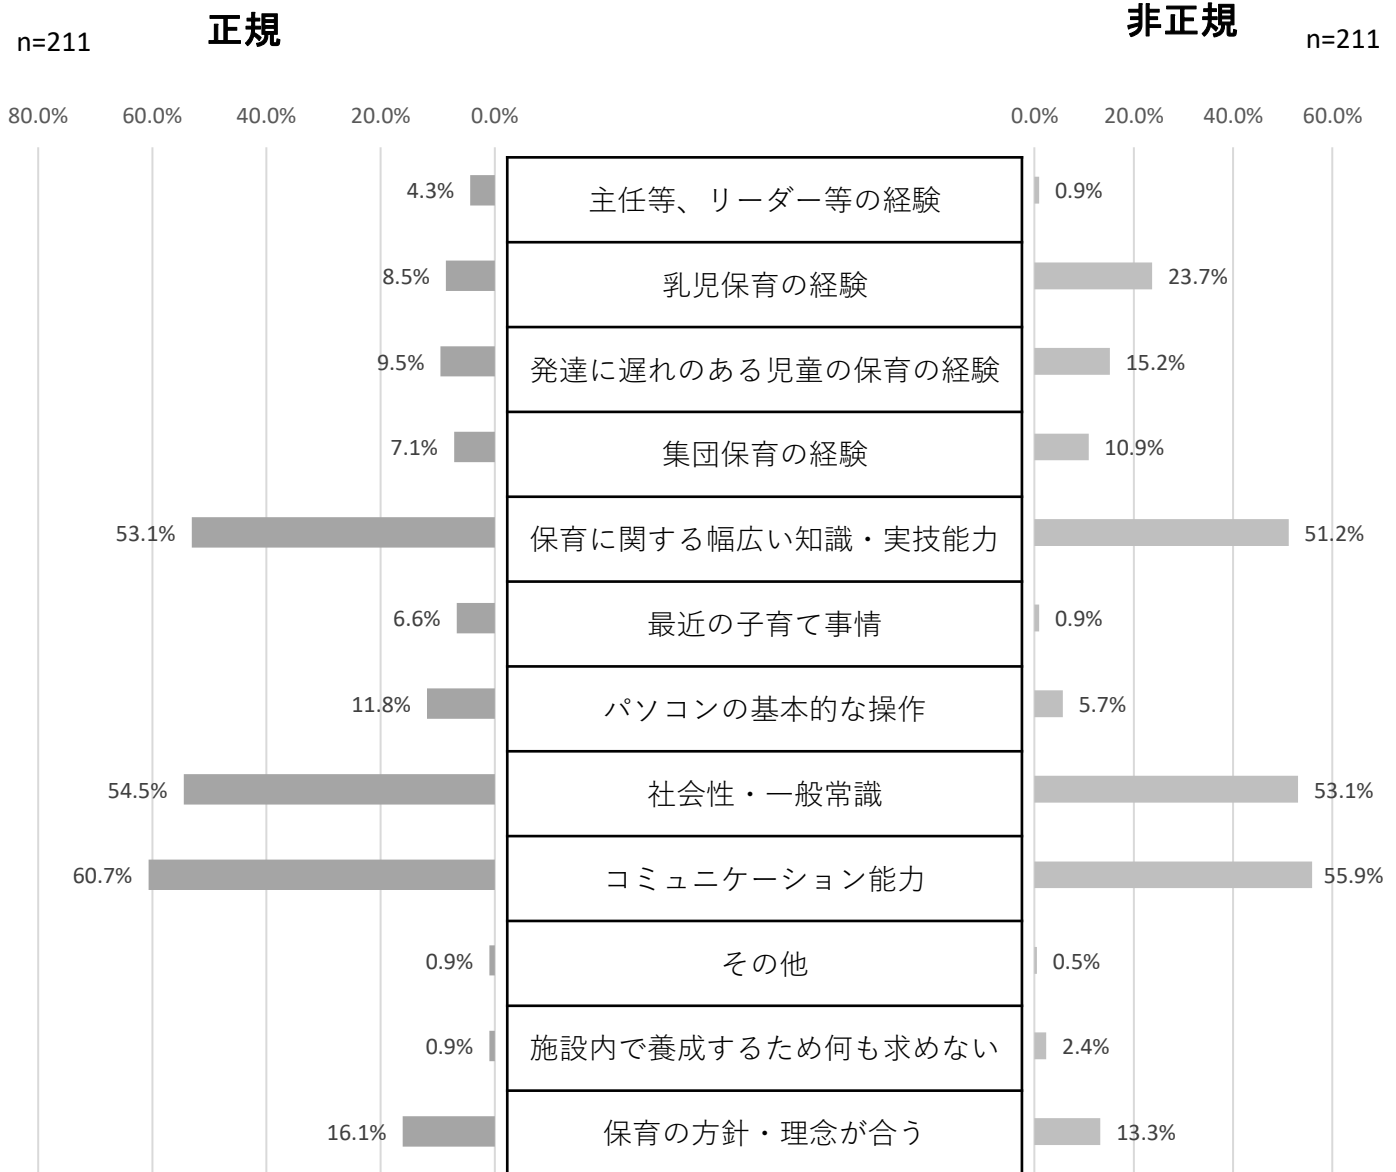 n=211 正規 非正規 n=211
80.0% 60.0% 40.0% 20.0% 0.0% 0.0% 20.0% 40.0% 60.0%
4.3% 主任等、リーダー等の経験 0.9%
8.5% 乳児保育の経験 23.7%
9.5% 発達に遅れのある児童の保育の経験 15.2%
7.1% 集団保育の経験 10.9%
53.1% 保育に関する幅広い知識・実技能力 51.2%
6.6% 最近の子育て事情 0.9%
11.8% パソコンの基本的な操作 5.7%
54.5% 社会性・一般常識 53.1%
60.7% コミュニケーション能力 55.9%
0.9% その他 0.5%
0.9% 施設内で養成するため何も求めない 2.4%
16.1% 保育の方針・理念が合う 13.3%